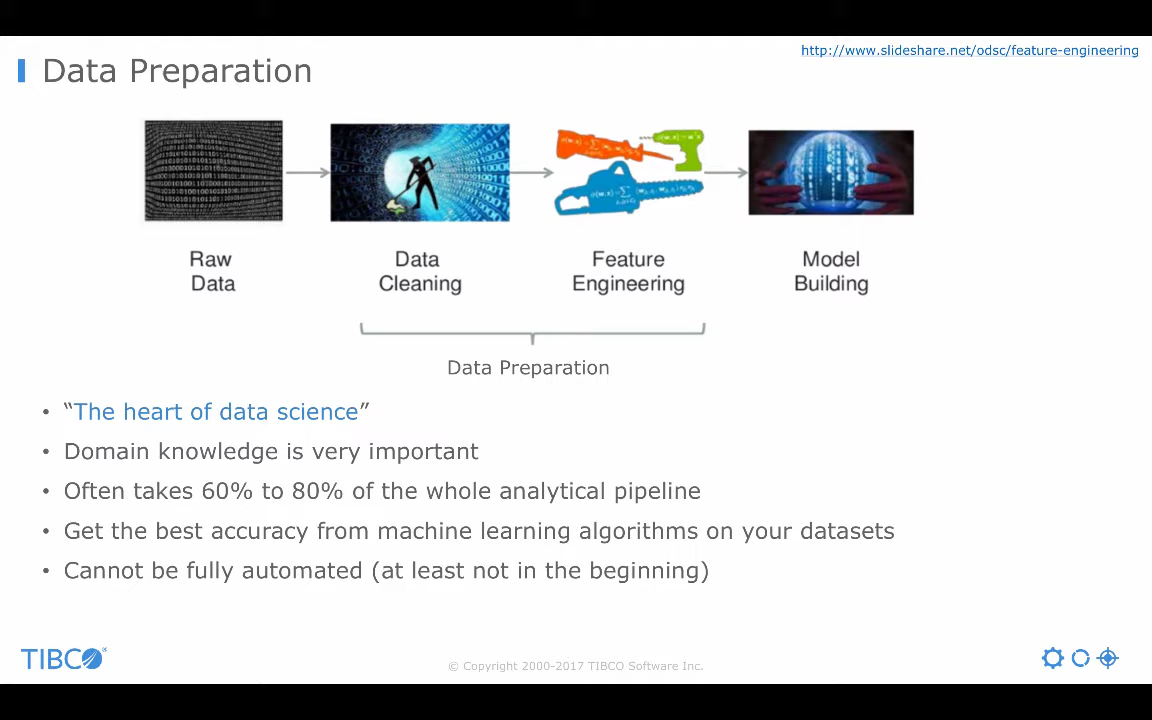 http://www.slideshare.net/odsc/feature-engineering
Data Preparation
Raw
Data
Data
Cleaning
Feature
Engineering
Model
Building
Data Preparation
• “The heart of data science”
• Domain knowledge is very important
• Often takes 60% to 80% of the whole analytical pipeline
• Get the best accuracy from machine learning algorithms on your datasets
• Cannot be fully automated (at least not in the beginning)
TIBCO®
© Copyright 2000-2017 TIBCO Software Inc.